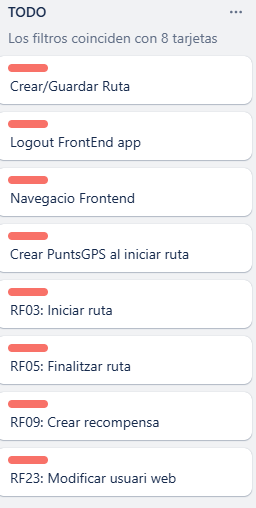 TODO
Los filtros coinciden con 8 tarjetas
Crear/Guardar Ruta
Logout FrontEnd app
Navegacio Frontend
Crear PuntsGPS al iniciar ruta
RF03: Iniciar ruta
RF05: Finalitzar ruta
RF09: Crear recompensa
RF23: Modificar usuari web